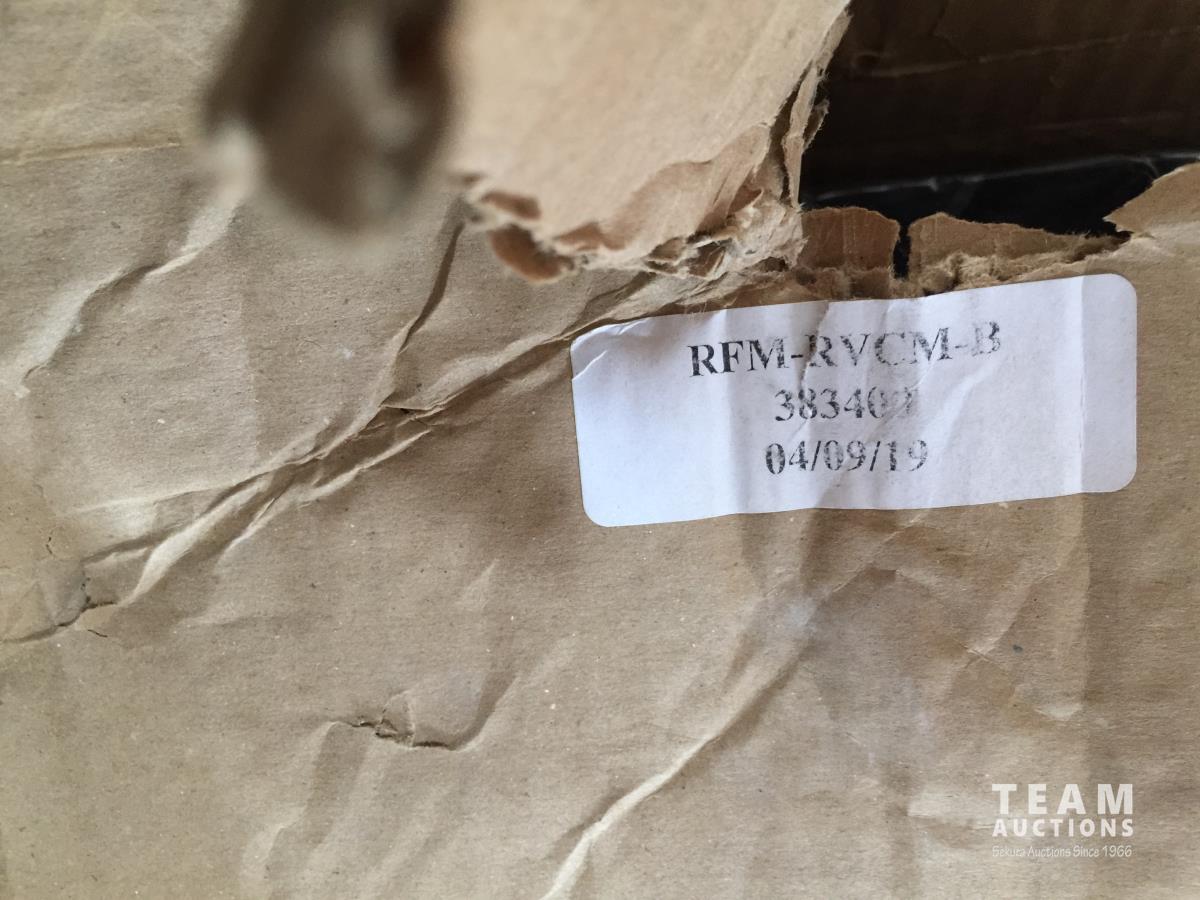 RFM-RVCM-B
04/09/19
TEAM
AUCTIONS
Sekura Auctions Since 1966